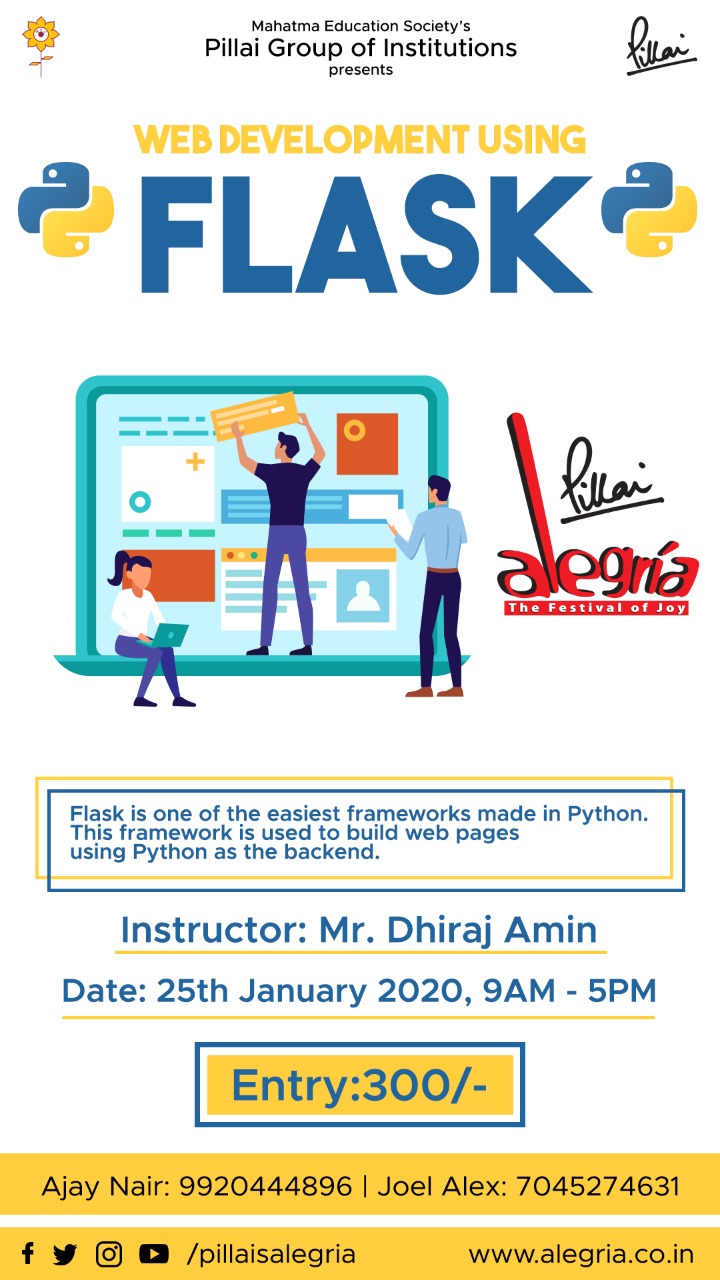 Mahatma Education Society's
Pillai Group of Institutions
presents
Pillai
WEB DEVELOPMENT USING
FLASK
Pillai
alegría
The Festival of Joy
Flask is one of the easiest frameworks made in Python.
This framework is used to build web pages
using Python as the backend.
Instructor: Mr. Dhiraj Amin
Date: 25th January 2020, 9AM - 5PM
Entry:300/-
Ajay Nair: 9920444896 | Joel Alex: 7045274631
/pillaisalegria
www.alegria.co.in